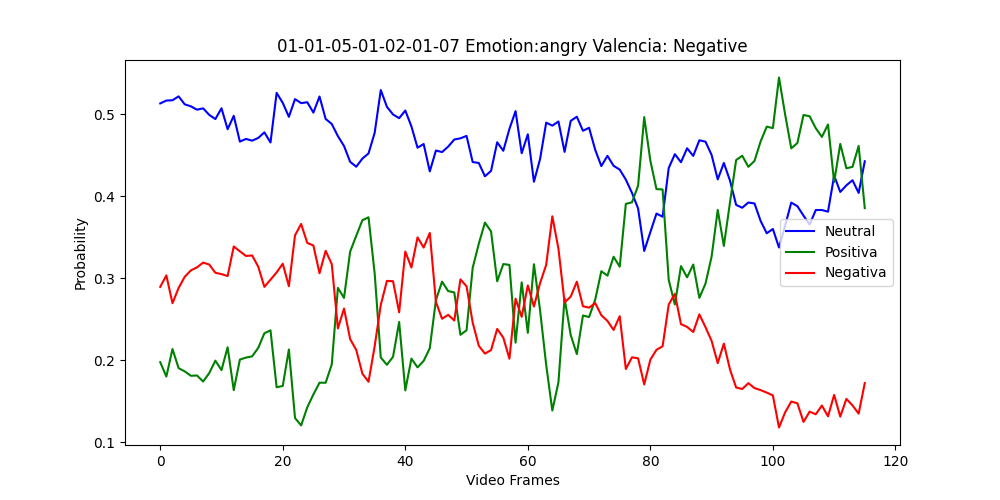 01-01-05-01-02-01-07 Emotion:angry Valencia: Negative
Probability
0.5
0.4
0.3
0.2
0.1
Neutral
Positiva
Negativa
0 20 40 60 80 100 120
Video Frames